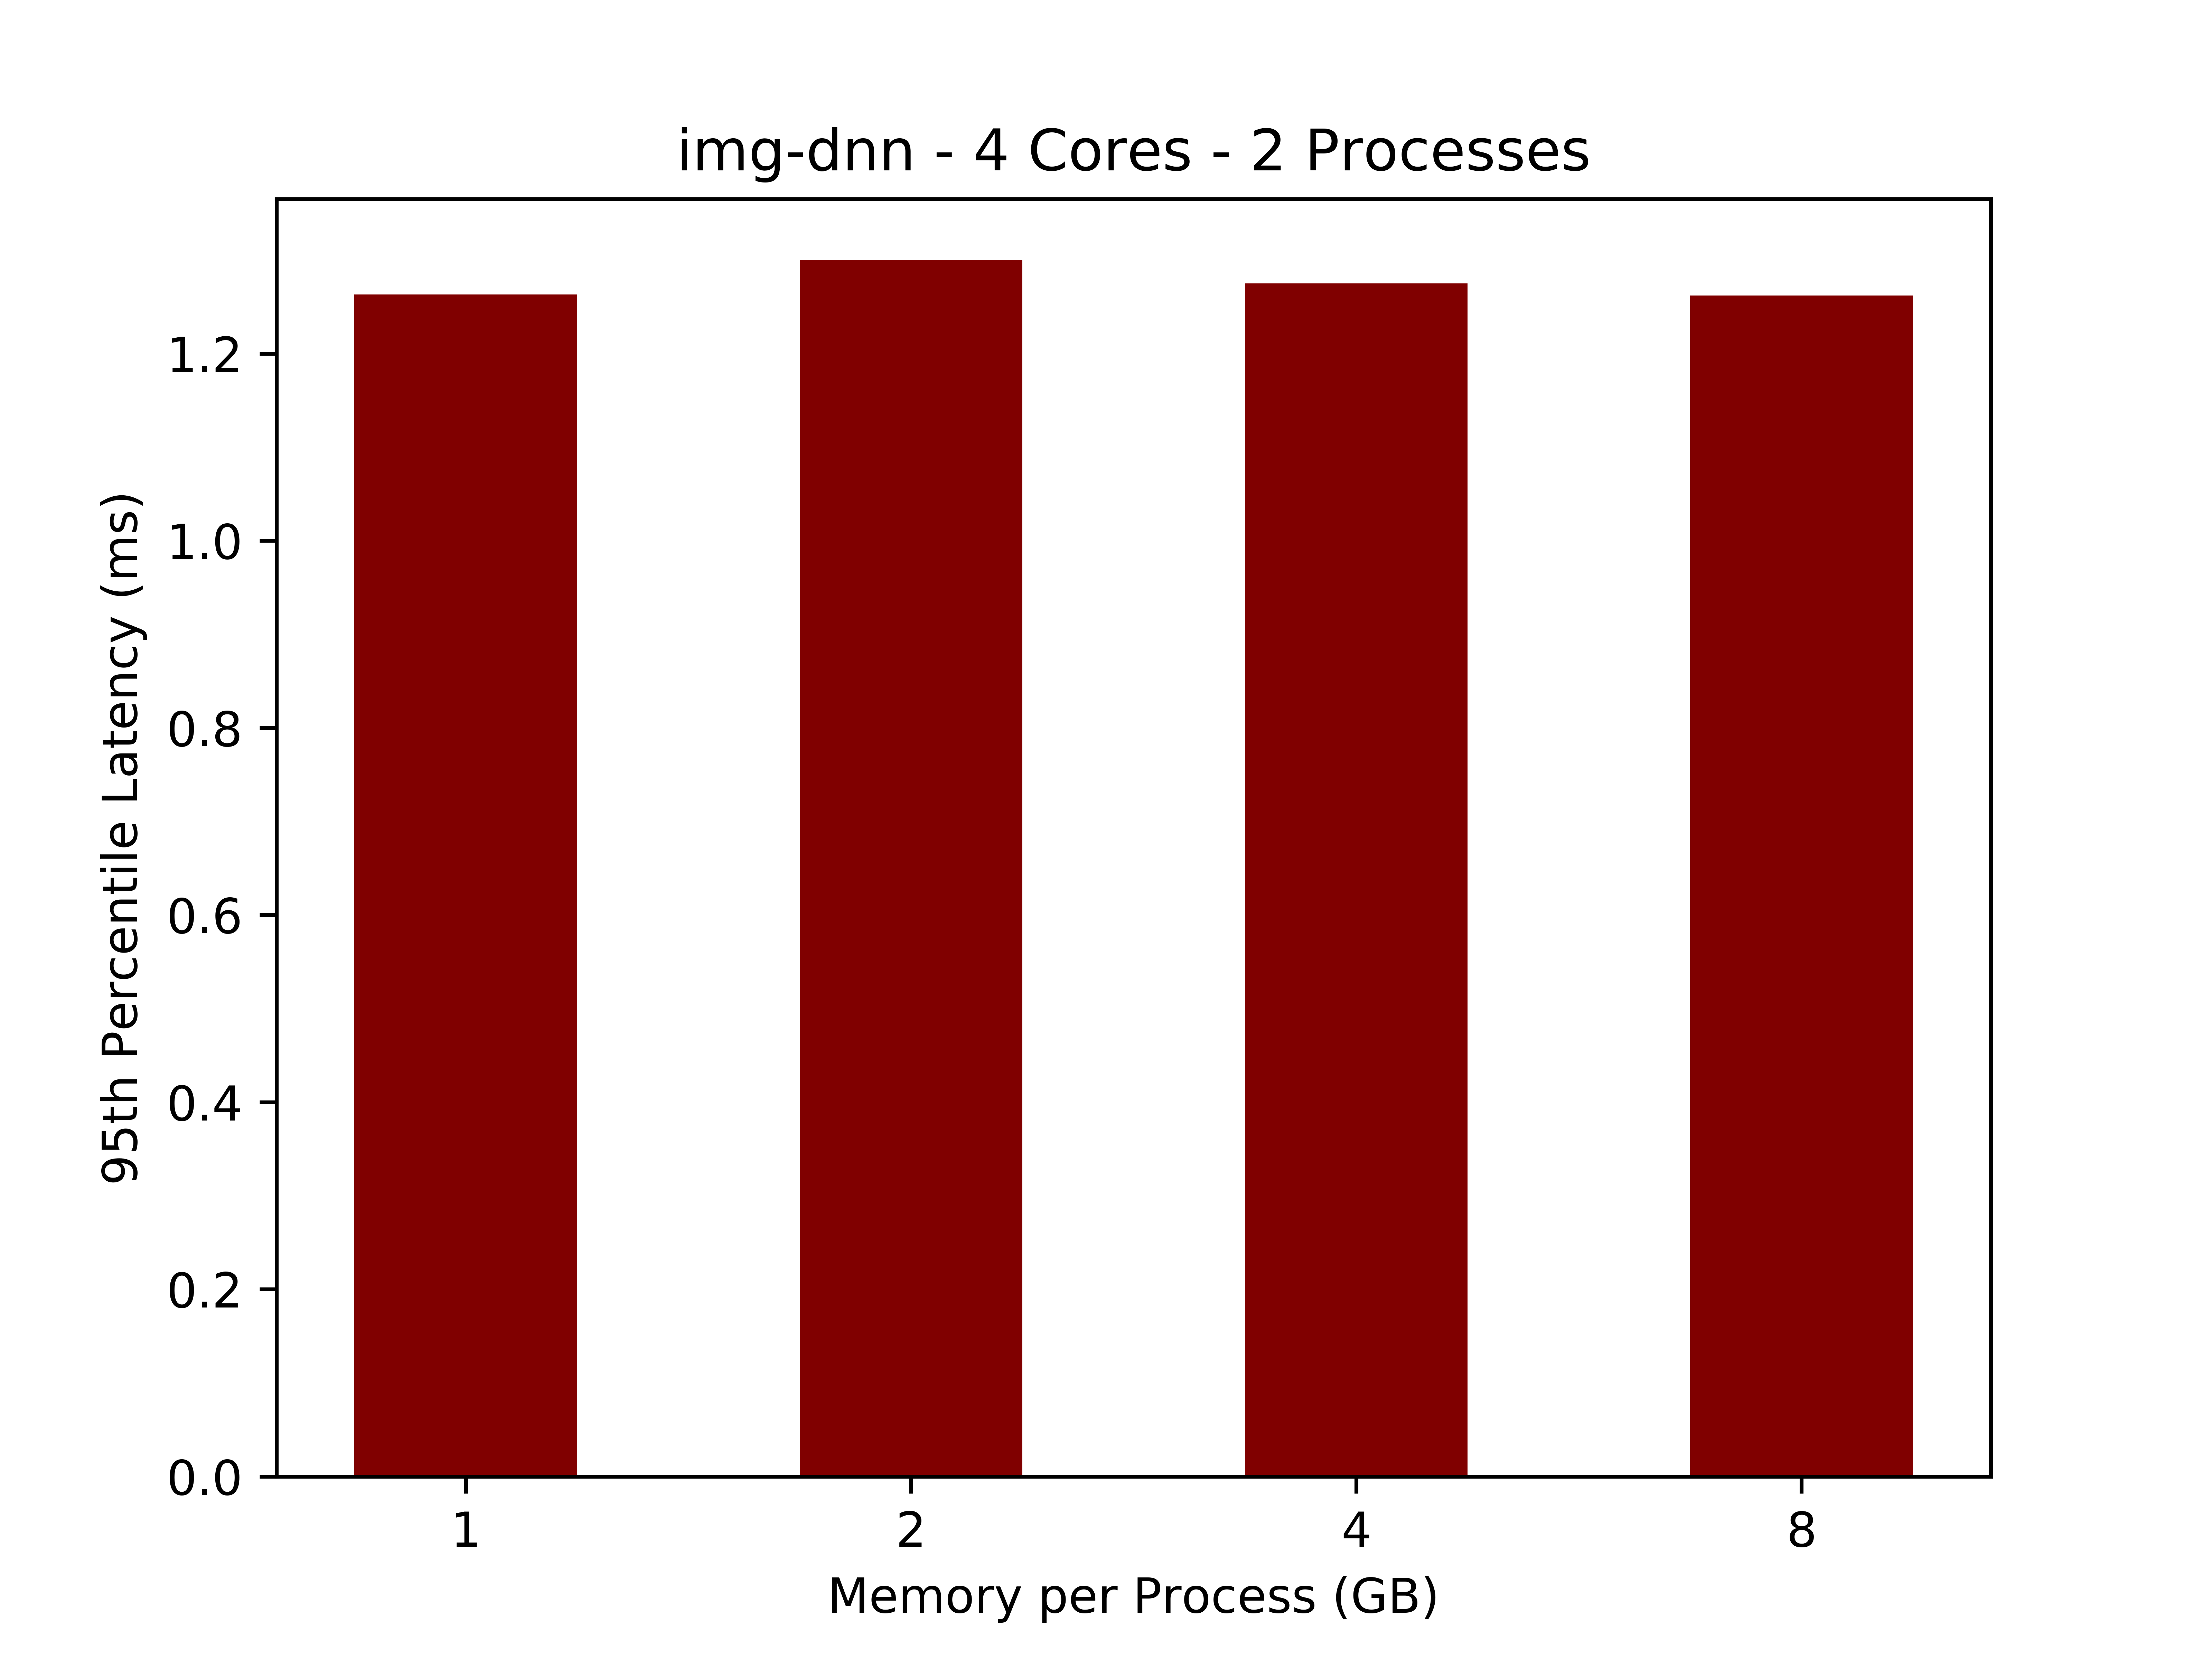 img-dnn - 4 Cores - 2 Processes
95th Percentile Latency (ms)
1.2
1.0
0.8
0.6
0.4
0.2
0.0
1 2 4 8
Memory per Process (GB)